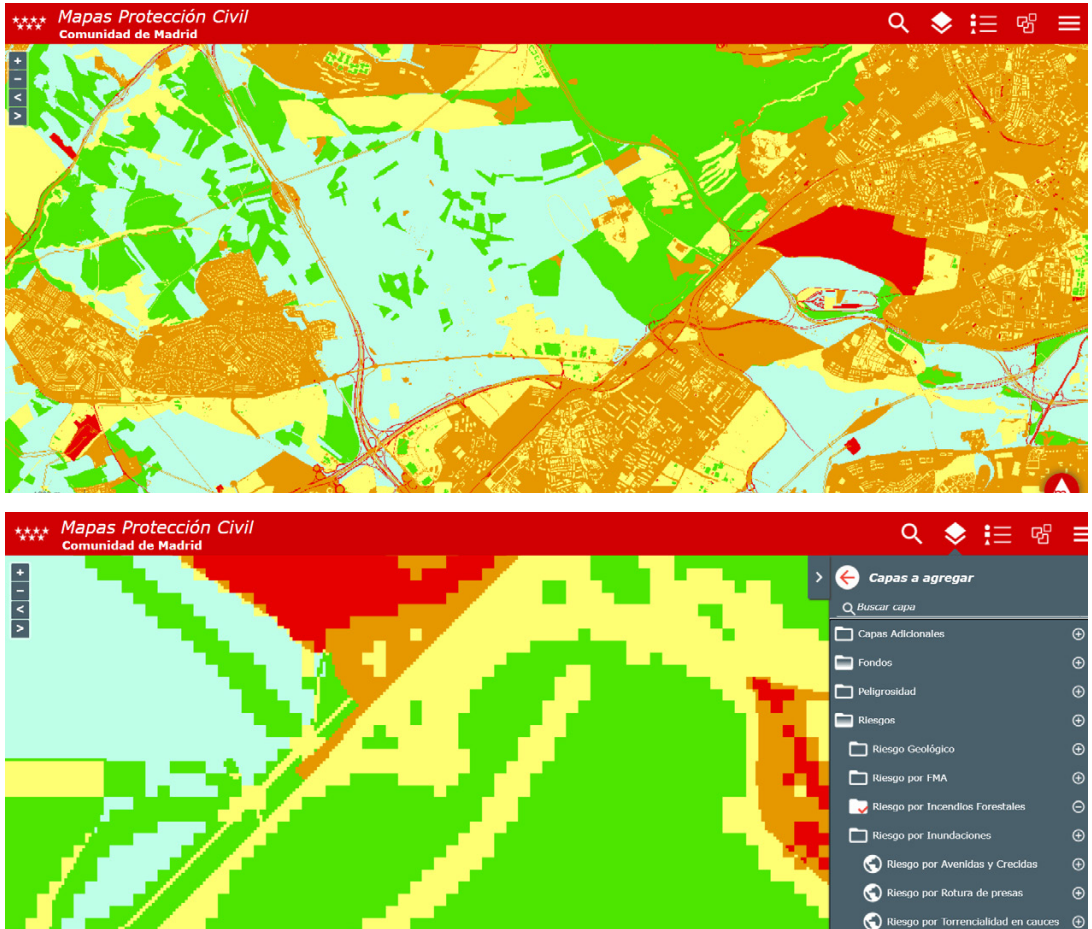 Mapas Protección Civil
Comunidad de Madrid
+
−
<
>
Mapas Protección Civil
Comunidad de Madrid
+
−
<
>
>
Capas a agregar
Buscar capa
Capas Adicionales
Fondos
Peligrosidad
Riesgos
Riesgo Geológico
Riesgo por FMA
Riesgo por Incendios Forestales
Riesgo por Inundaciones
Riesgo por Avenidas y Crecidas
Riesgo por Rotura de presas
Riesgo por Torrencialidad en cauces